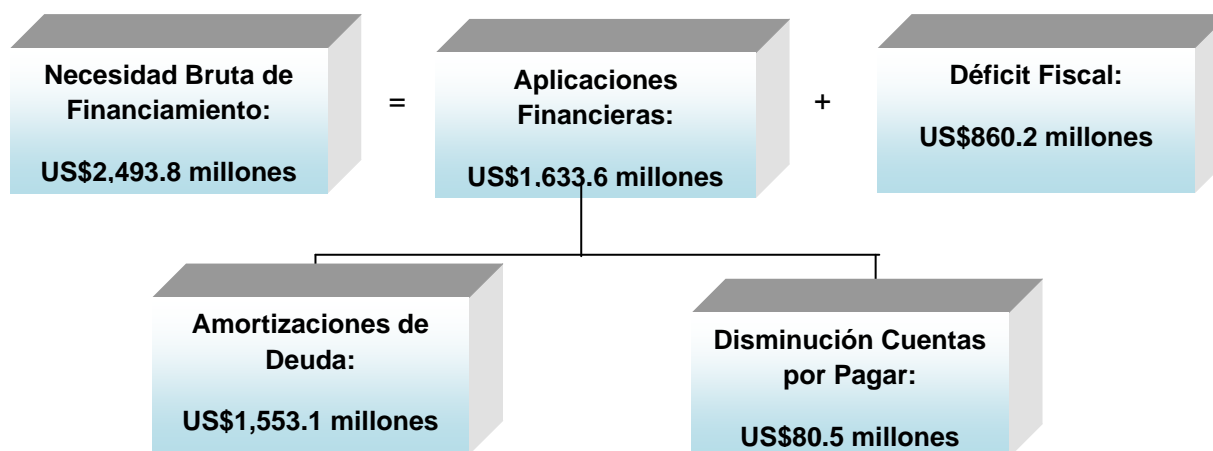 Necesidad Bruta de
Financiamiento:
US$2,493.8 millones
=
Aplicaciones
Financieras:
US$1,633.6 millones
+
Déficit Fiscal:
US$860.2 millones
Amortizaciones de
Deuda:
US$1,553.1 millones
Disminución Cuentas
por Pagar:
US$80.5 millones